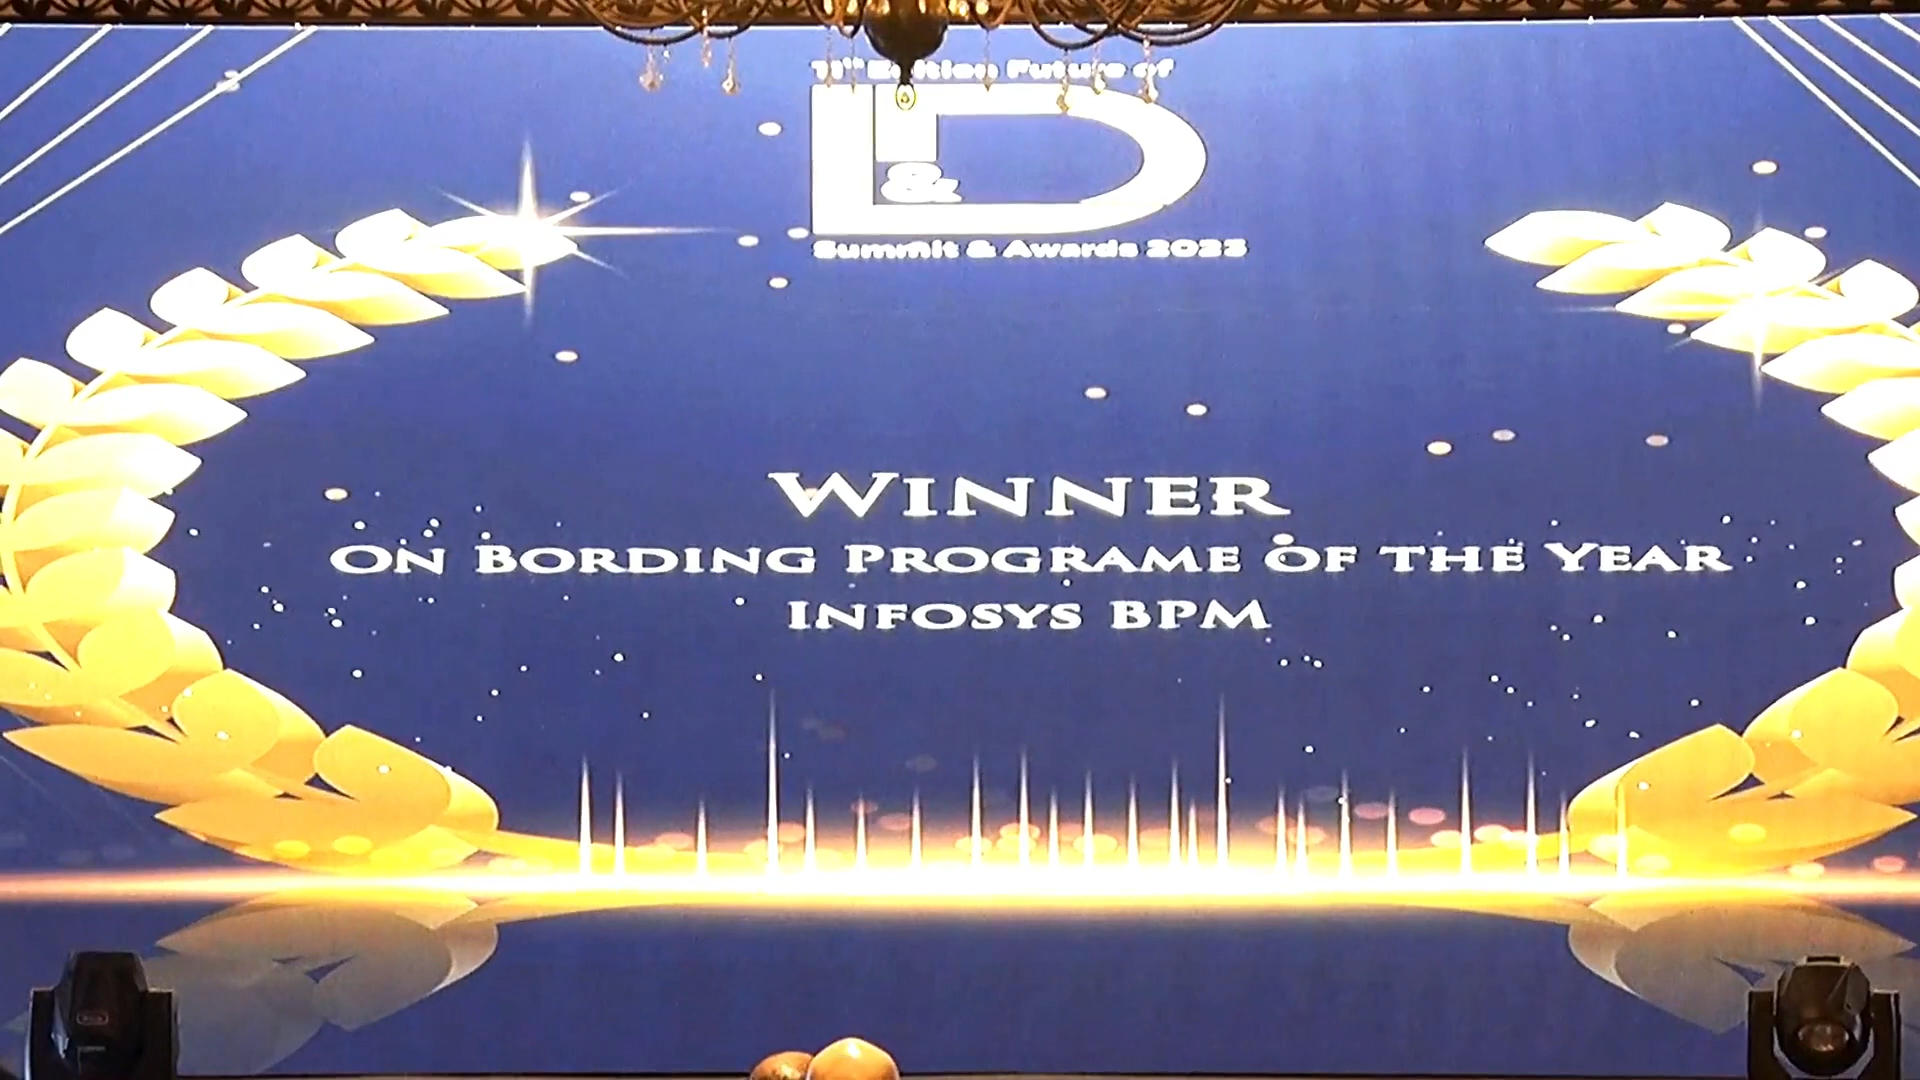 11th Edition Future of
L&D
Summit & Awards 2023
WINNER
ON BORDING PROGRAME OF THE YEAR
INFOSYS BPM